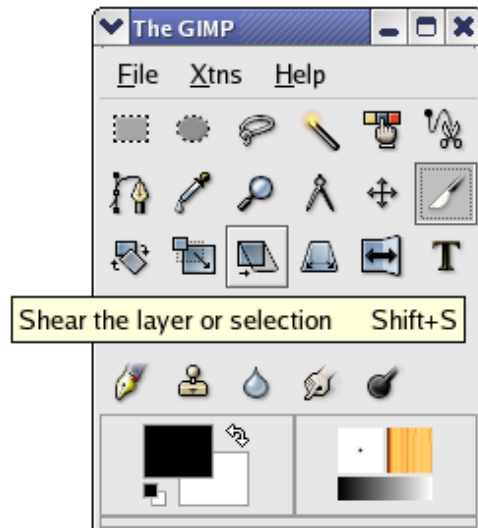 The GIMP
File Xtns Help
T
Shear the layer or selection Shift+S